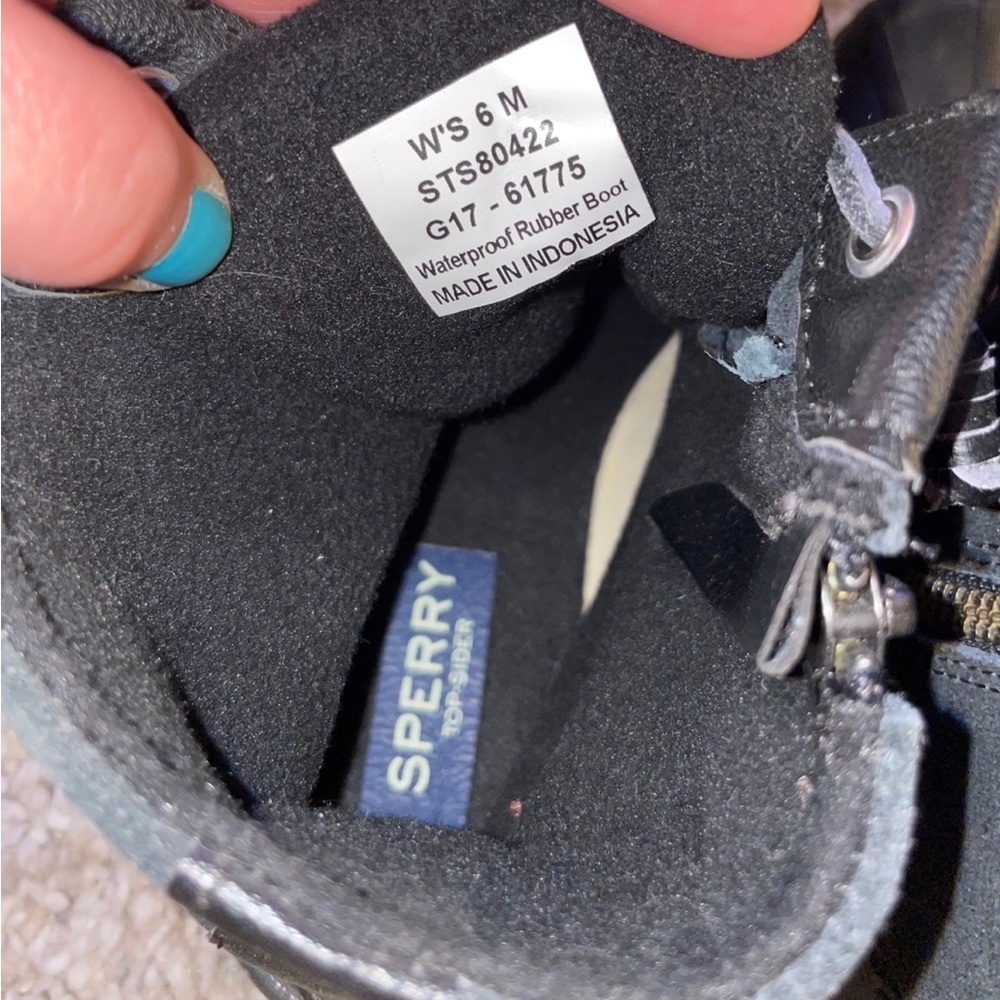 W'S 6 M
STS80422
G17 - 61775
Waterproof Rubber Boot
MADE IN INDONESIA
SPERRY
TOP-SIDER